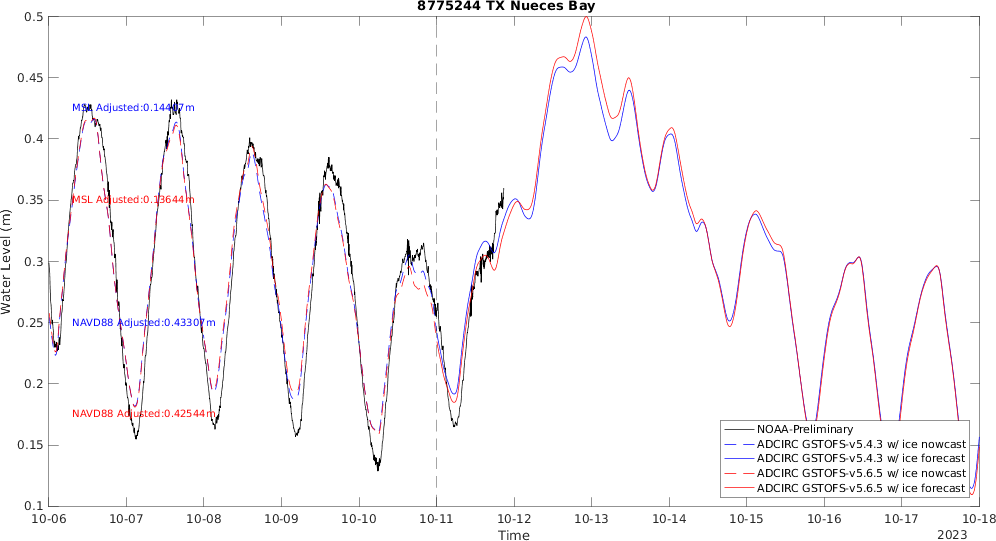 8775244 TX Nueces Bay
0.5
0.45
0.4
0.35
0.3
0.25
0.2
0.15
0.1
Water Level (m)
MSL Adjusted:0.14
MSL Adjusted:0.13644m
NAVD88 Adjusted:0.43307m
NAVD88 Adjusted:0.42544m
NOAA-Preliminary
ADCIRC GSTOFS-v5.4.3 w/ ice nowcast
ADCIRC GSTOFS-v5.4.3 w/ ice forecast
ADCIRC GSTOFS-v5.6.5 w/ ice nowcast
ADCIRC GSTOFS-v5.6.5 w/ ice forecast
10-06 10-07 10-08 10-09 10-10 10-11 10-12 10-13 10-14 10-15 10-16 10-17 10-18
Time
2023